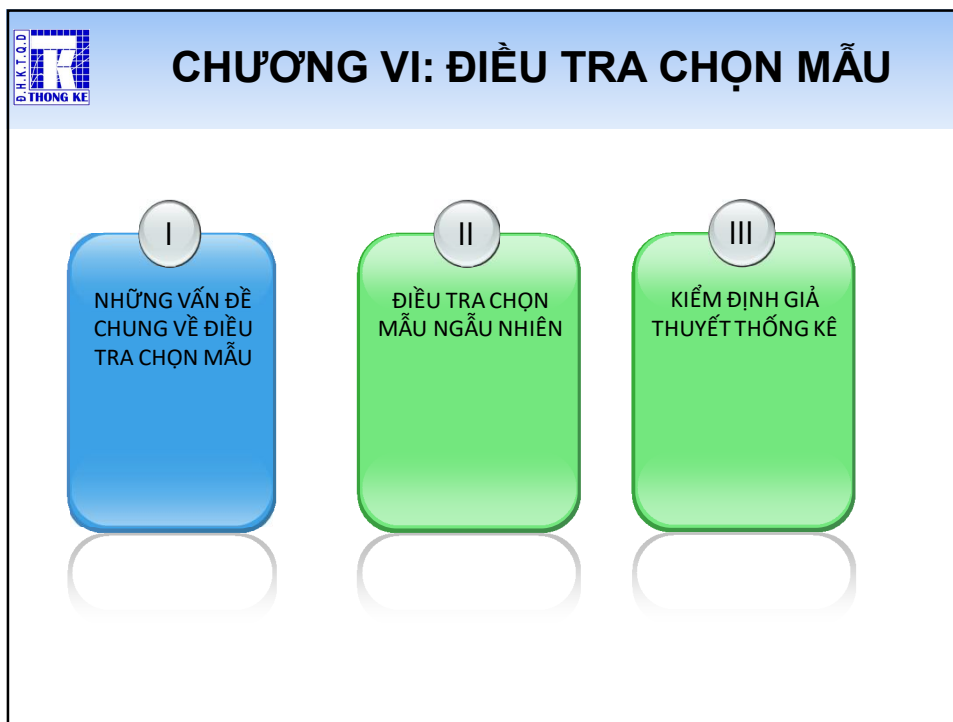 Đ.H.K.T.Q.D
TK
THONG KE
CHƯƠNG VI: ĐIỀU TRA CHỌN MẪU
I
NHỮNG VẤN ĐỀ
CHUNG VỀ ĐIỀU
TRA CHỌN MẪU
II
ĐIỀU TRA CHỌN
MẪU NGẪU NHIÊN
III
KIỂM ĐỊNH GIẢ
THUYẾT THỐNG KÊ